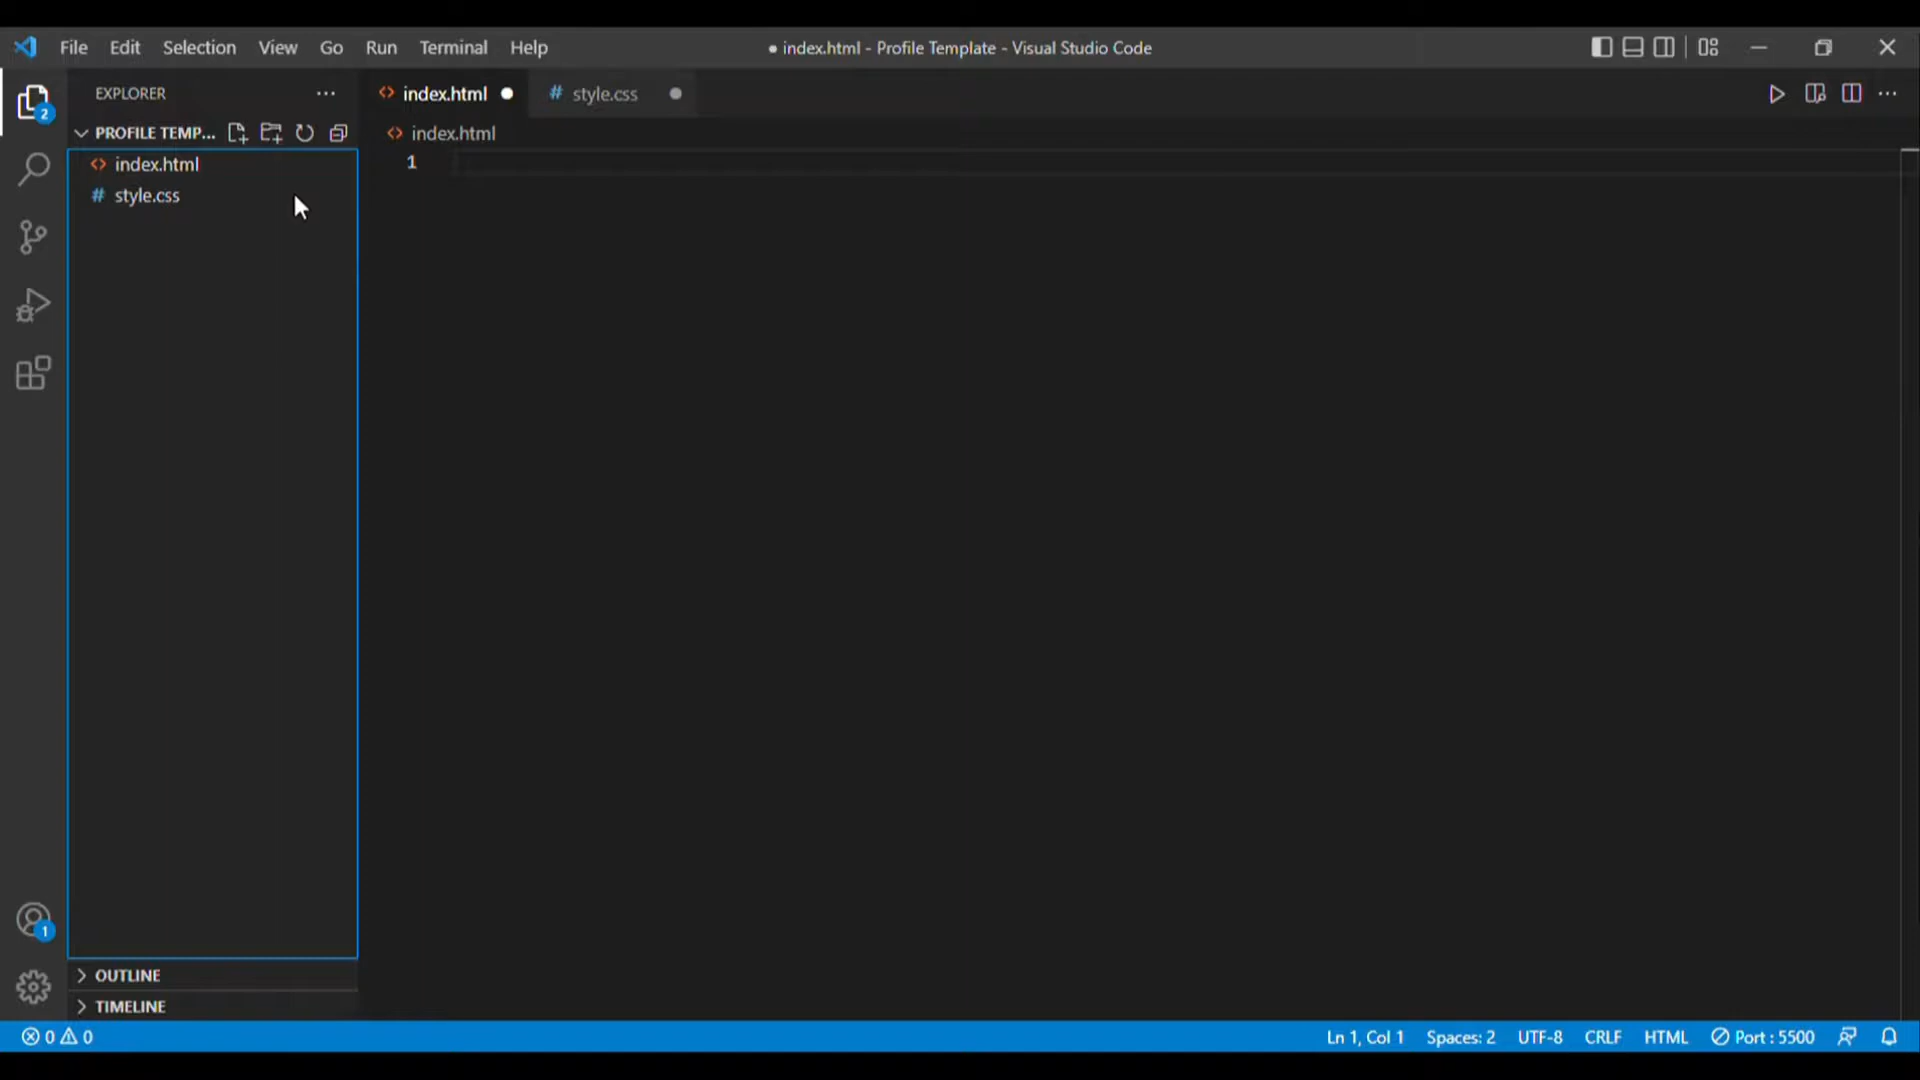 File Edit Selection View Go Run Terminal Help
● index.html - Profile Template - Visual Studio Code
EXPLORER
index.html
style.css
PROFILE TEMP...
index.html
index.html
style.css
1
2
1
OUTLINE
TIMELINE
0 0
Ln 1, Col 1 Spaces: 2 UTF-8 CRLF HTML Port : 5500